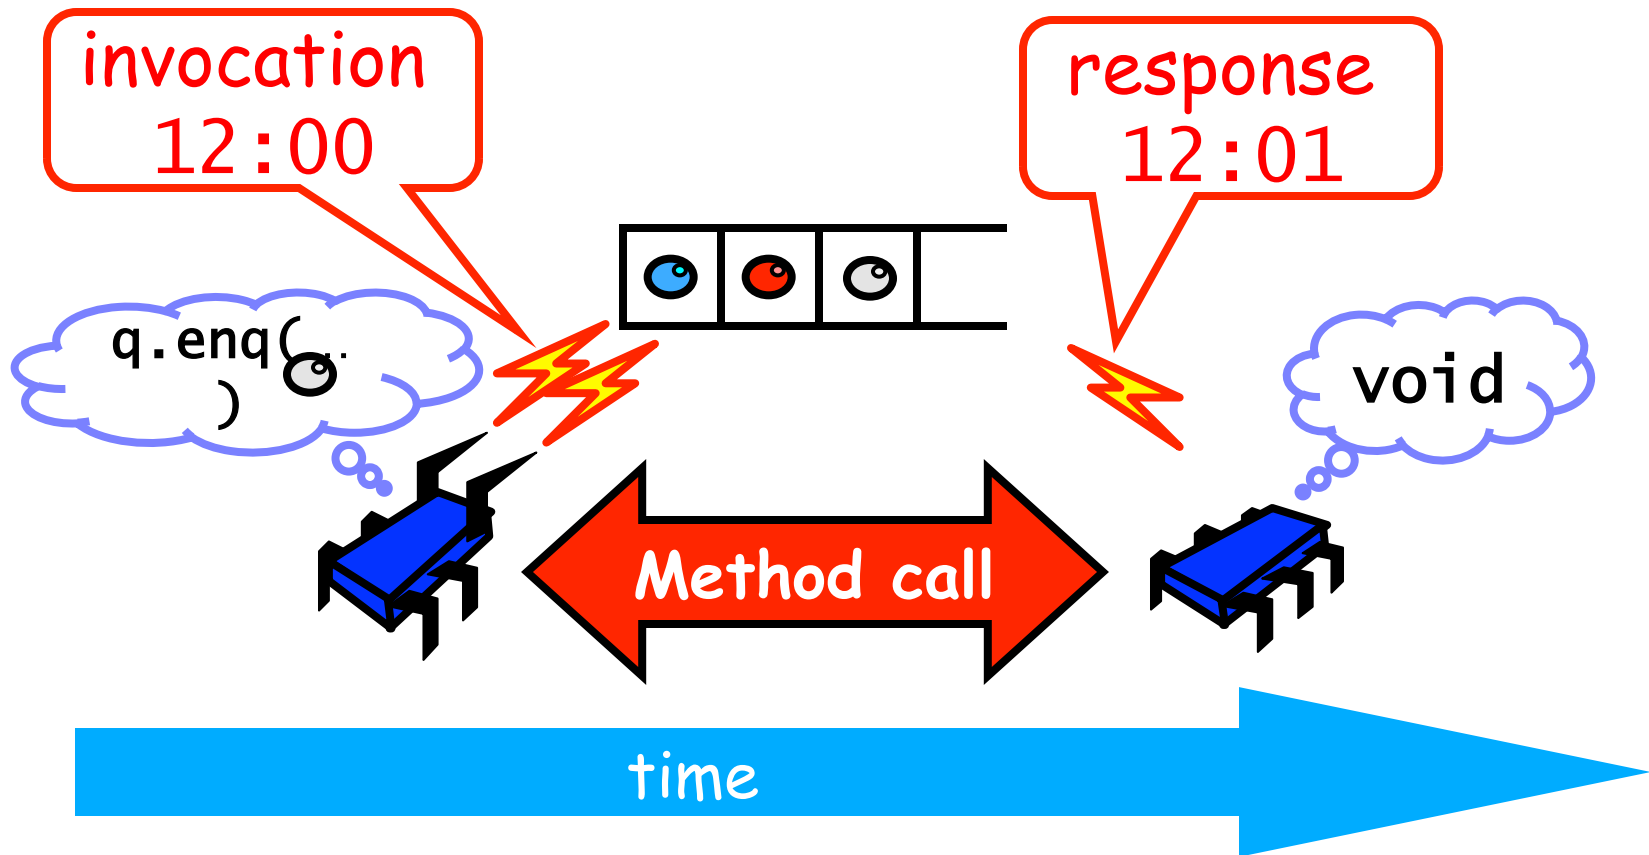 invocation
12:00
response
12:01
q.enq(...
)
void
Method call
time